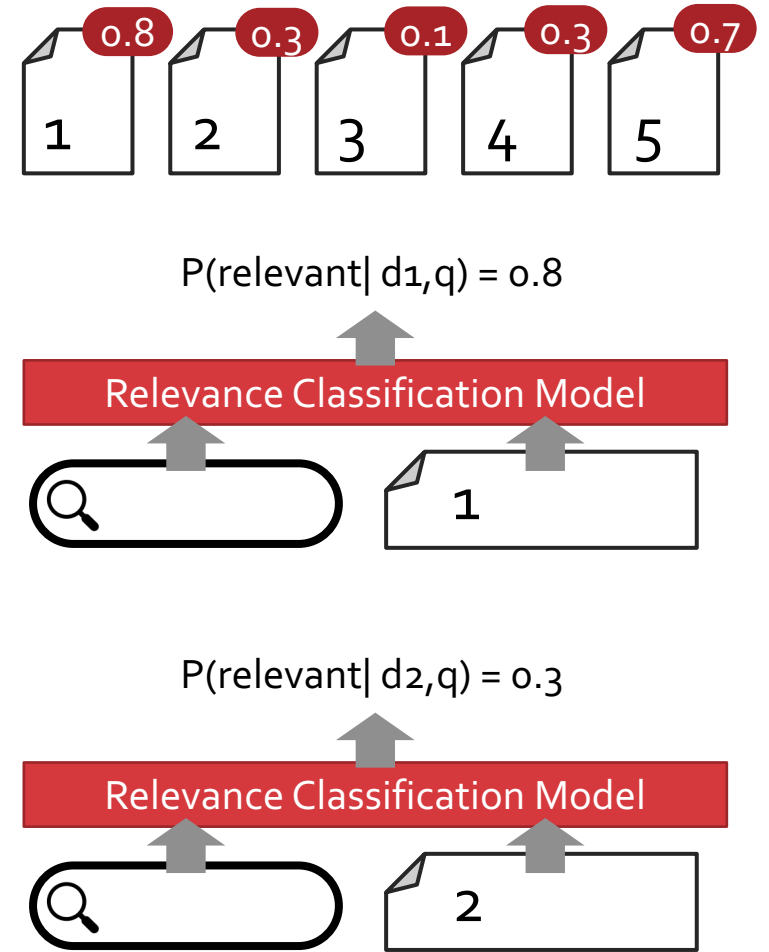 0.8 0.3 0.1 0.3 0.7
1 2 3 4 5
P(relevant| d1,q) = 0.8
Relevance Classification Model
1
P(relevant| d2,q) = 0.3
Relevance Classification Model
2